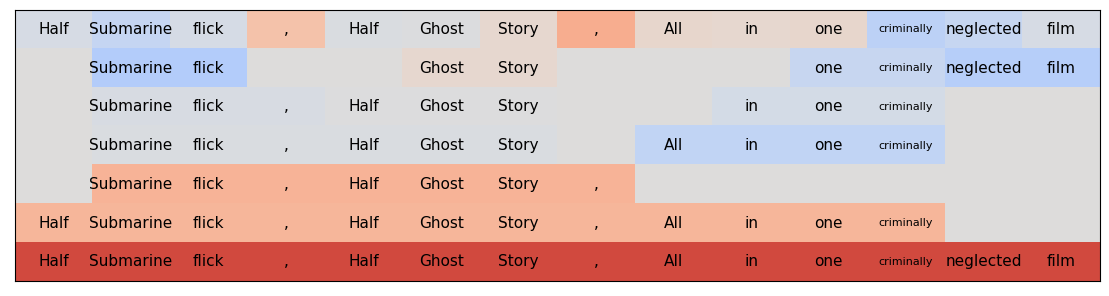 Half Submarine flick , Half Ghost Story , All in one criminally neglected film
Submarine flick Ghost Story one criminally neglected film
Submarine flick , Half Ghost Story in one criminally
Submarine flick , Half Ghost Story All in one criminally
Submarine flick , Half Ghost Story ,
Half Submarine flick , Half Ghost Story , All in one criminally
Half Submarine flick , Half Ghost Story , All in one criminally neglected film